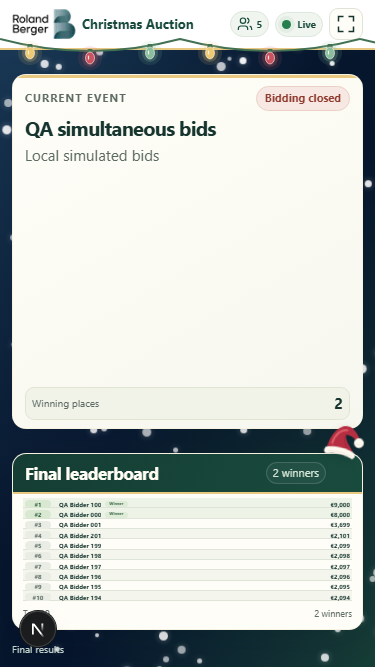 Roland
Berger
Christmas Auction
5
Live
CURRENT EVENT
Bidding closed
QA simultaneous bids
Local simulated bids
Winning places
2
Final leaderboard
2 winners
#1 QA Bidder 100 Winner €9,000
#2 QA Bidder 000 Winner €8,000
#3 QA Bidder 001 €3,699
#4 QA Bidder 201 €2,101
#5 QA Bidder 199 €2,099
#6 QA Bidder 198 €2,098
#7 QA Bidder 197 €2,097
#8 QA Bidder 196 €2,096
#9 QA Bidder 195 €2,095
#10 QA Bidder 194 €2,094
2 winners
N
Final results